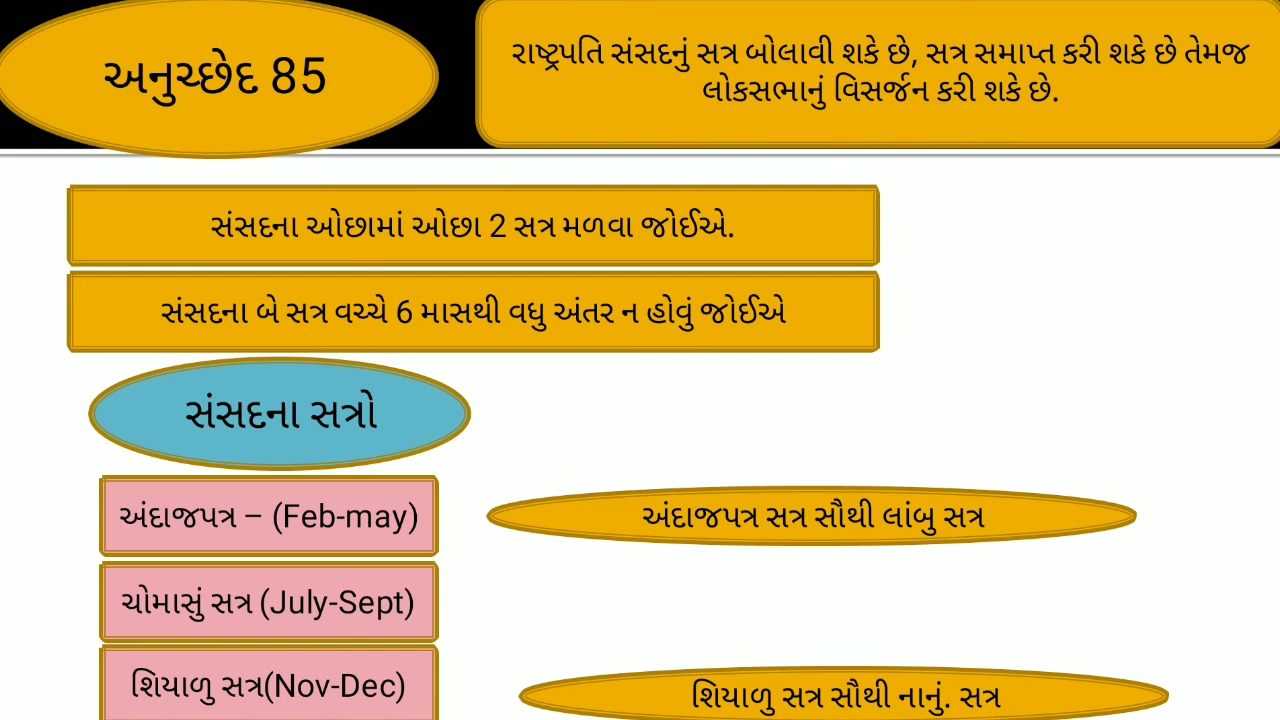 અનુચ્છેદ 85
રાષ્ટ્રપતિ સંસદનું સત્ર બોલાવી શકે છે, સત્ર સમાપ્ત કરી શકે છે તેમજ
લોકસભાનું વિસર્જન કરી શકે છે.
સંસદના ઓછામાં ઓછા 2 સત્ર મળવા જોઈએ.
સંસદના બે સત્ર વચ્ચે 6 માસથી વધુ અંતર ન હોવું જોઈએ
સંસદના સત્રો
અંદાજપત્ર – (Feb-may)
અંદાજપત્ર સત્ર સૌથી લાંબુ સત્ર
ચોમાસું સત્ર (July-Sept)
શિયાળુ સત્ર(Nov-Dec)
શિયાળુ સત્ર સૌથી નાનું. સત્ર